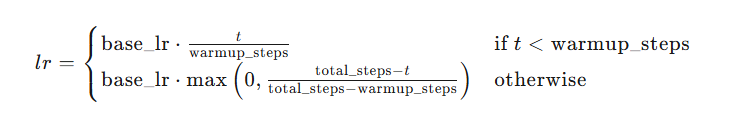 lr = { base_lr · t/warmup_steps if t < warmup_steps
base_lr · max(0, total_steps−t/total_steps−warmup_steps) otherwise